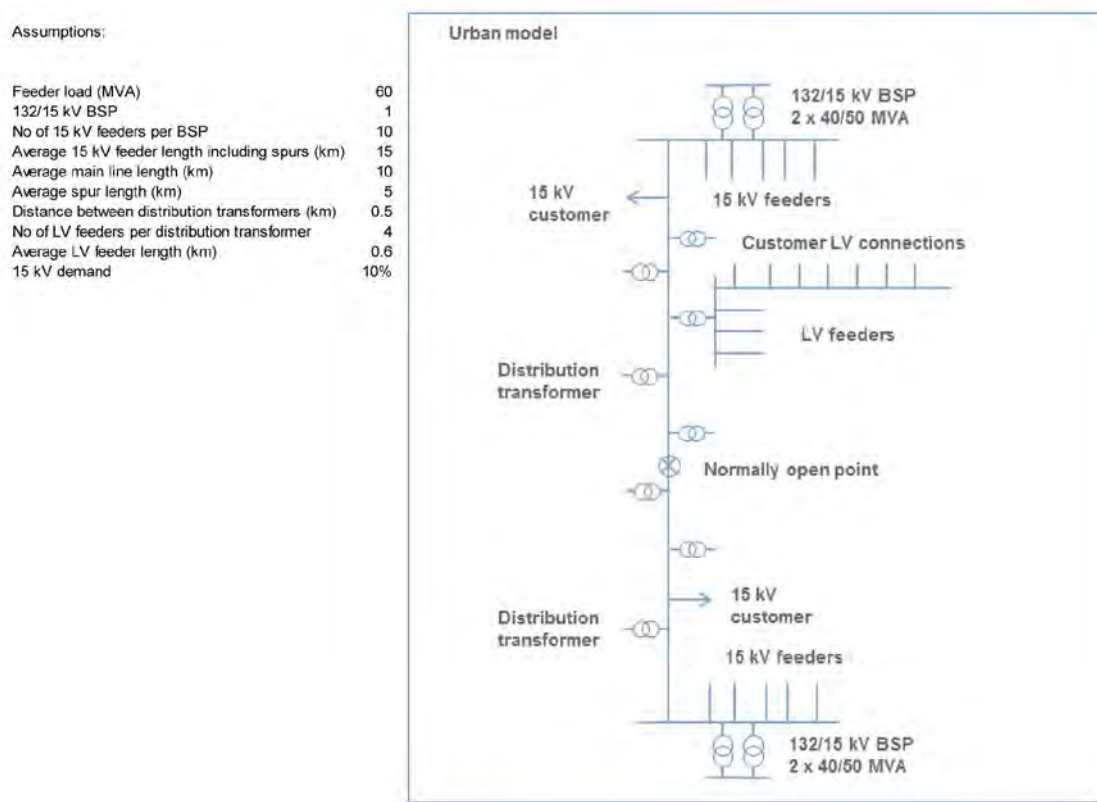 Assumptions:
Feeder load (MVA) 60
132/15 kV BSP 1
No of 15 kV feeders per BSP 10
Average 15 kV feeder length including spurs (km) 15
Average main line length (km) 10
Average spur length (km) 5
Distance between distribution transformers (km) 0.5
No of LV feeders per distribution transformer 4
Average LV feeder length (km) 0.6
15 kV demand 10%
Urban model
132/15 kV BSP
2 x 40/50 MVA
15 kV
customer
15 kV feeders
Customer LV connections
LV feeders
Distribution
transformer
Normally open point
15 kV
customer
Distribution
transformer
15 kV feeders
132/15 kV BSP
2 x 40/50 MVA